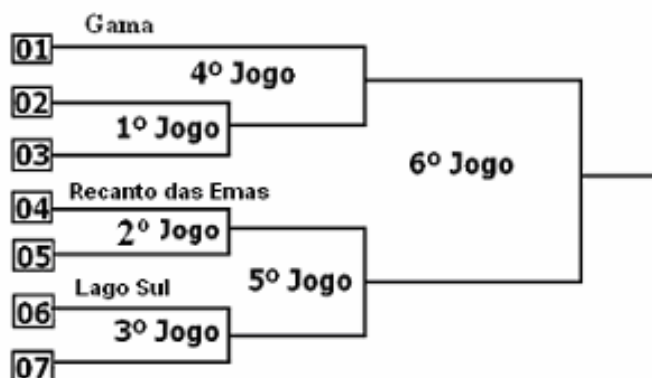 Gama
01
4º Jogo
02
1º Jogo
03
6º Jogo
Recanto das Emas
04
2º Jogo
05
5º Jogo
Lago Sul
06
3º Jogo
07